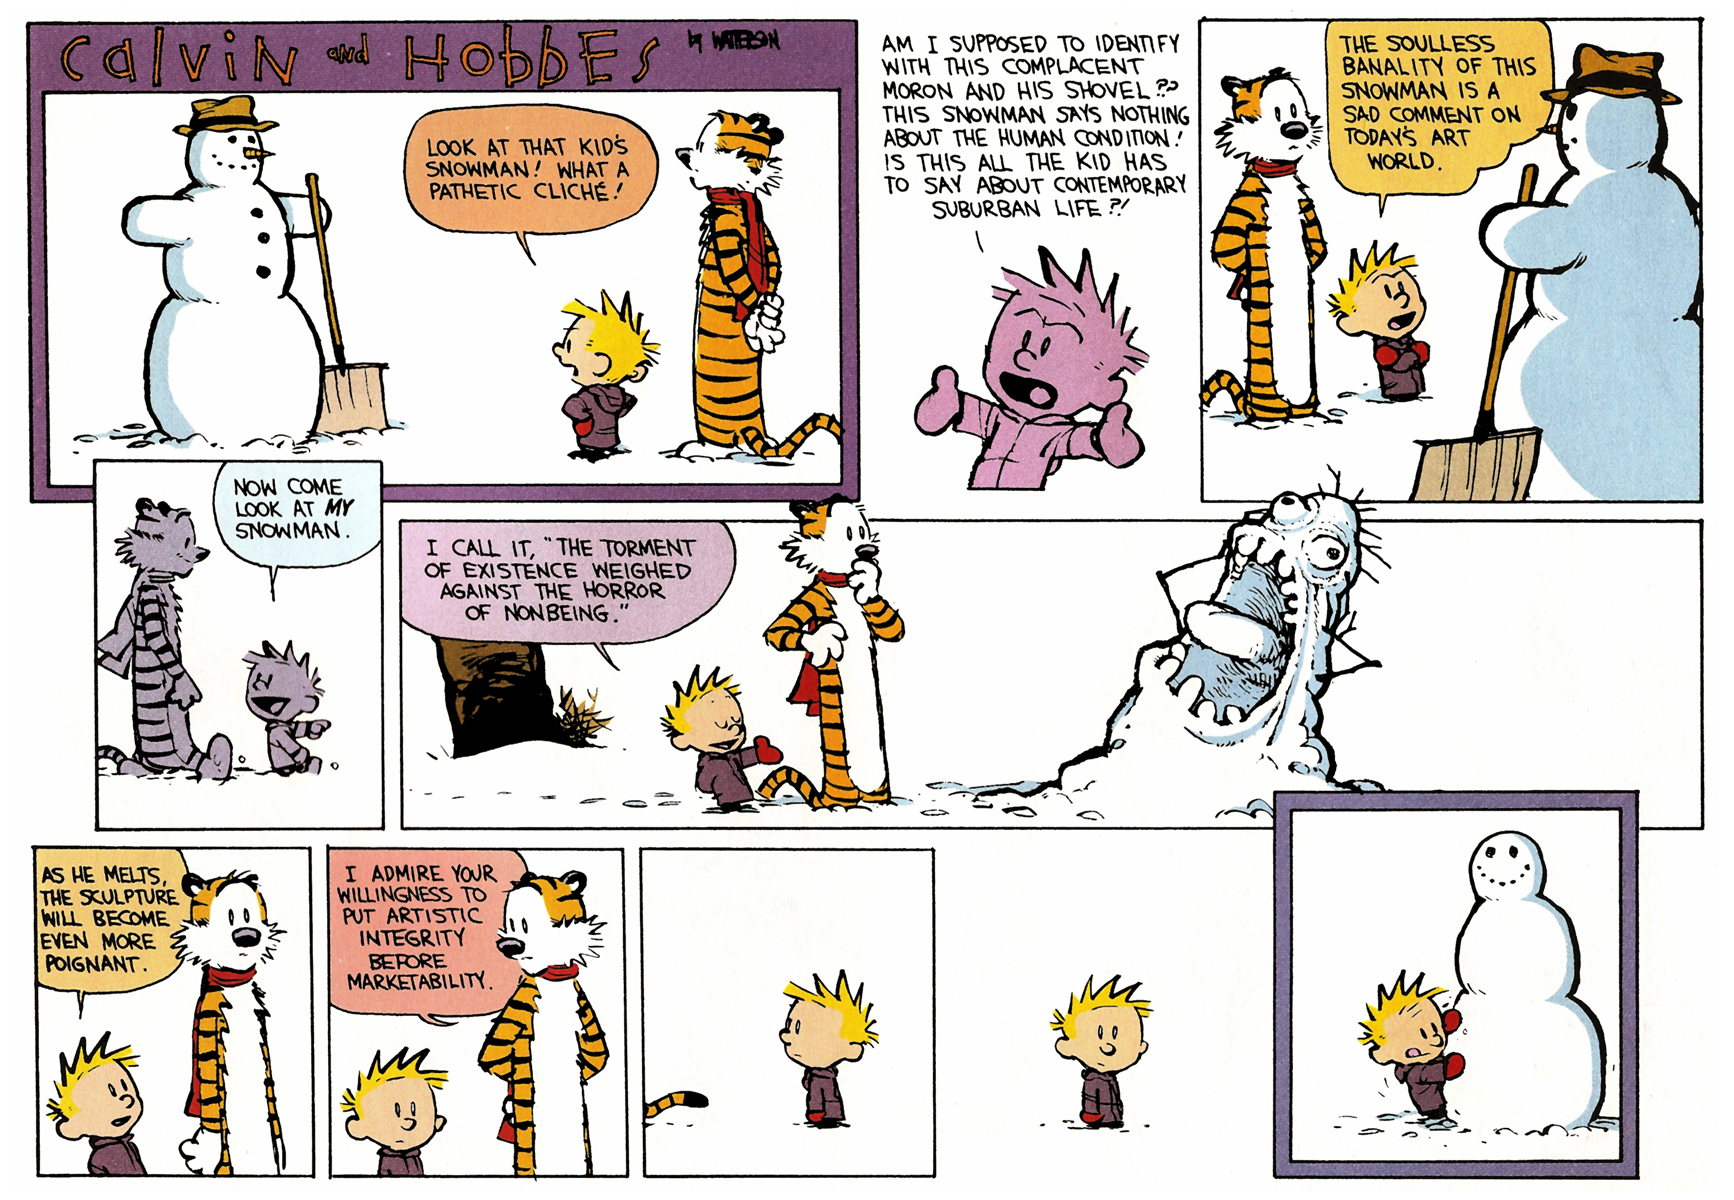 CALVIN AND HOBBES
by WATTERSON
LOOK AT THAT KID'S
SNOWMAN! WHAT A
PATHETIC CLICHÉ!
AM I SUPPOSED TO IDENTIFY
WITH THIS COMPLACENT
MORON AND HIS SHOVEL??
THIS SNOWMAN SAYS NOTHING
ABOUT THE HUMAN CONDITION!
IS THIS ALL THE KID HAS
TO SAY ABOUT CONTEMPORARY
SUBURBAN LIFE?!
THE SOULLESS
BANALITY OF THIS
SNOWMAN IS A
SAD COMMENT ON
TODAY'S ART
WORLD.
NOW COME
LOOK AT MY
SNOWMAN.
I CALL IT, "THE TORMENT
OF EXISTENCE WEIGHED
AGAINST THE HORROR
OF NONBEING."
AS HE MELTS,
THE SCULPTURE
WILL BECOME
EVEN MORE
POIGNANT.
I ADMIRE YOUR
WILLINGNESS TO
PUT ARTISTIC
INTEGRITY
BEFORE
MARKETABILITY.